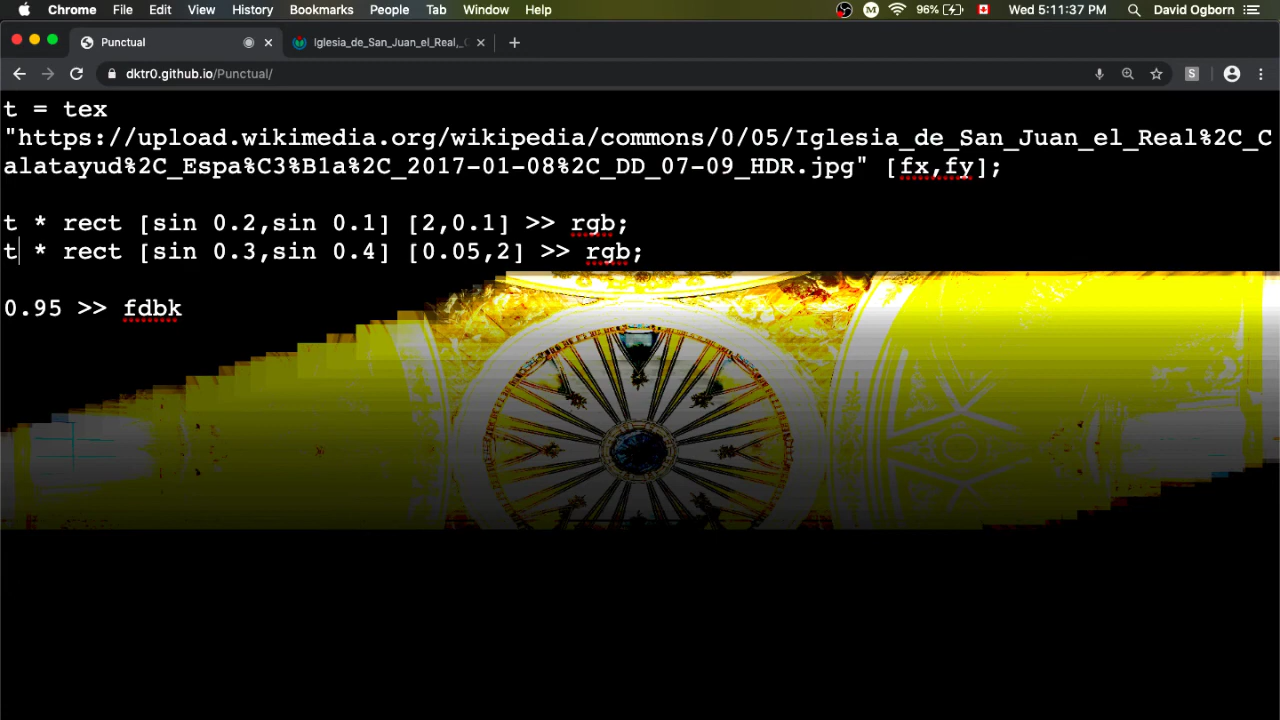 Chrome File Edit View History Bookmarks People Tab Window Help M 96% Wed 5:11:37 PM David Ogborn
Punctual Iglesia_de_San_Juan_el_Real,_
dktr0.github.io/Punctual/ S
t = tex
"https://upload.wikimedia.org/wikipedia/commons/0/05/Iglesia_de_San_Juan_el_Real%2C_C
alatayud%2C_Espa%C3%B1a%2C_2017-01-08%2C_DD_07-09_HDR.jpg" [fx,fy];
t * rect [sin 0.2,sin 0.1] [2,0.1] >> rgb;
t * rect [sin 0.3,sin 0.4] [0.05,2] >> rgb;
0.95 >> fdbk